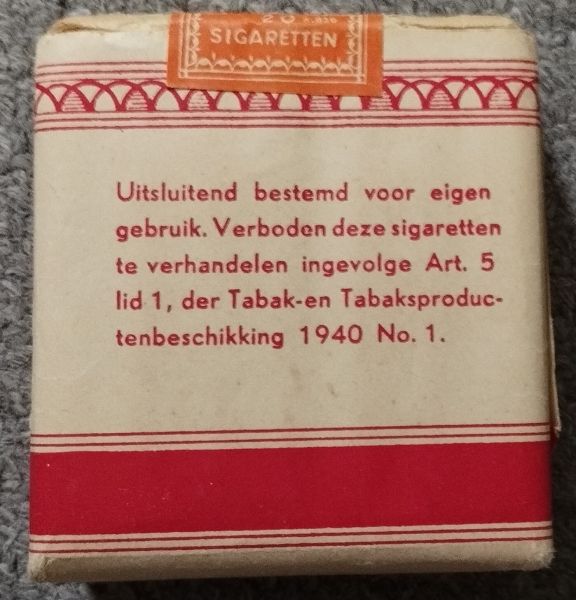 20
SIGARETTEN
Uitsluitend bestemd voor eigen
gebruik. Verboden deze sigaretten
te verhandelen ingevolge Art. 5
lid 1, der Tabak-en Tabaksproduc-
tenbeschikking 1940 No. 1.